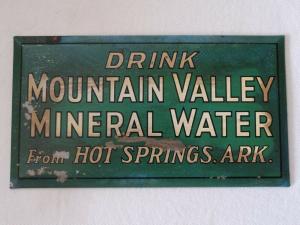 DRINK
MOUNTAIN VALLEY
MINERAL WATER
From HOT SPRINGS. ARK.